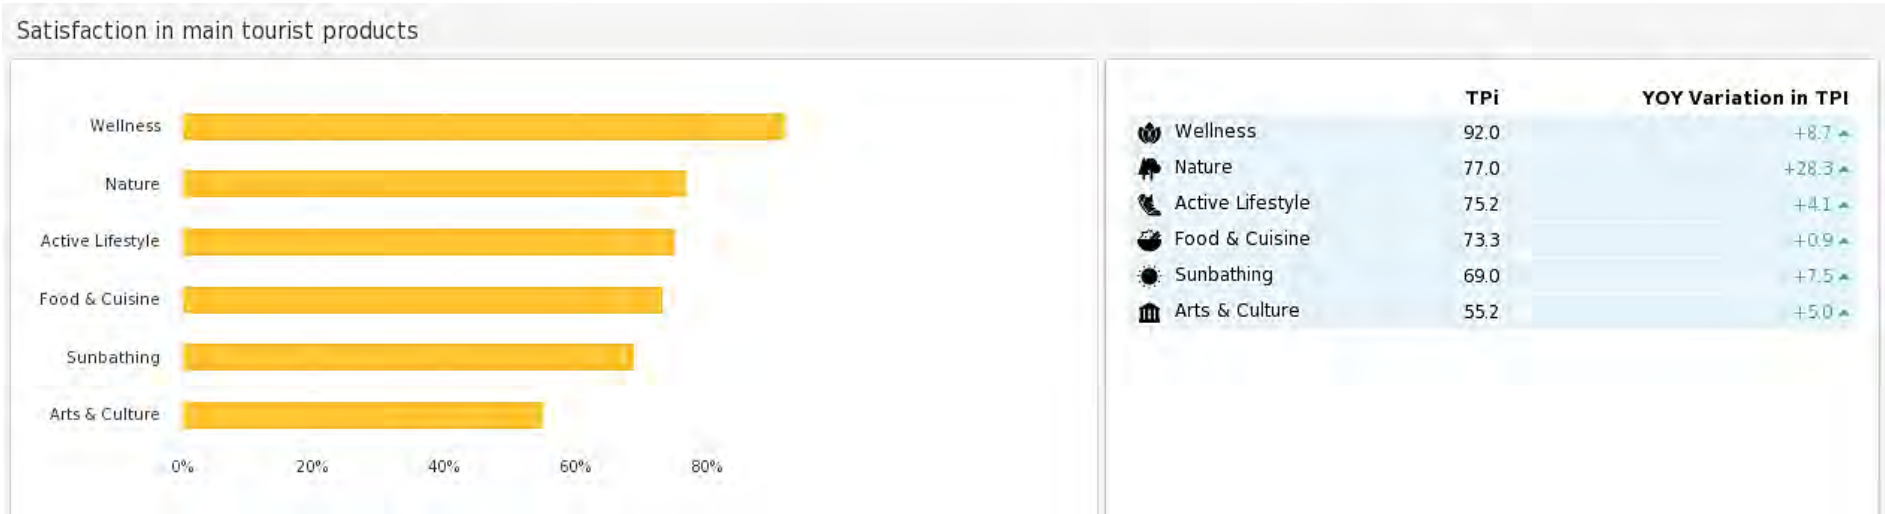 Satisfaction in main tourist products
Wellness
Nature
Active Lifestyle
Food & Cuisine
Sunbathing
Arts & Culture
0% 20% 40% 60% 80%
TPi YOY Variation in TPI
Wellness 92.0 +8.7
Nature 77.0 +28.3
Active Lifestyle 75.2 +4.1
Food & Cuisine 73.3 +0.9
Sunbathing 69.0 +7.5
Arts & Culture 55.2 +5.0